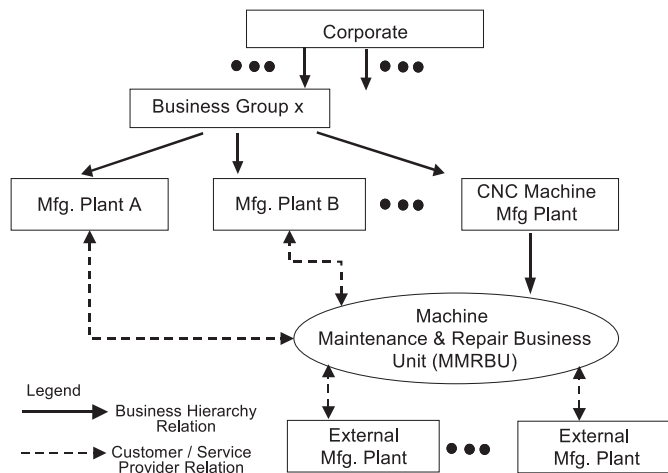 Corporate
Business Group x
Mfg. Plant A
Mfg. Plant B
CNC Machine
Mfg Plant
Machine
Maintenance & Repair Business
Unit (MMRBU)
Legend
Business Hierarchy
Relation
Customer / Service
Provider Relation
External
Mfg. Plant
External
Mfg. Plant